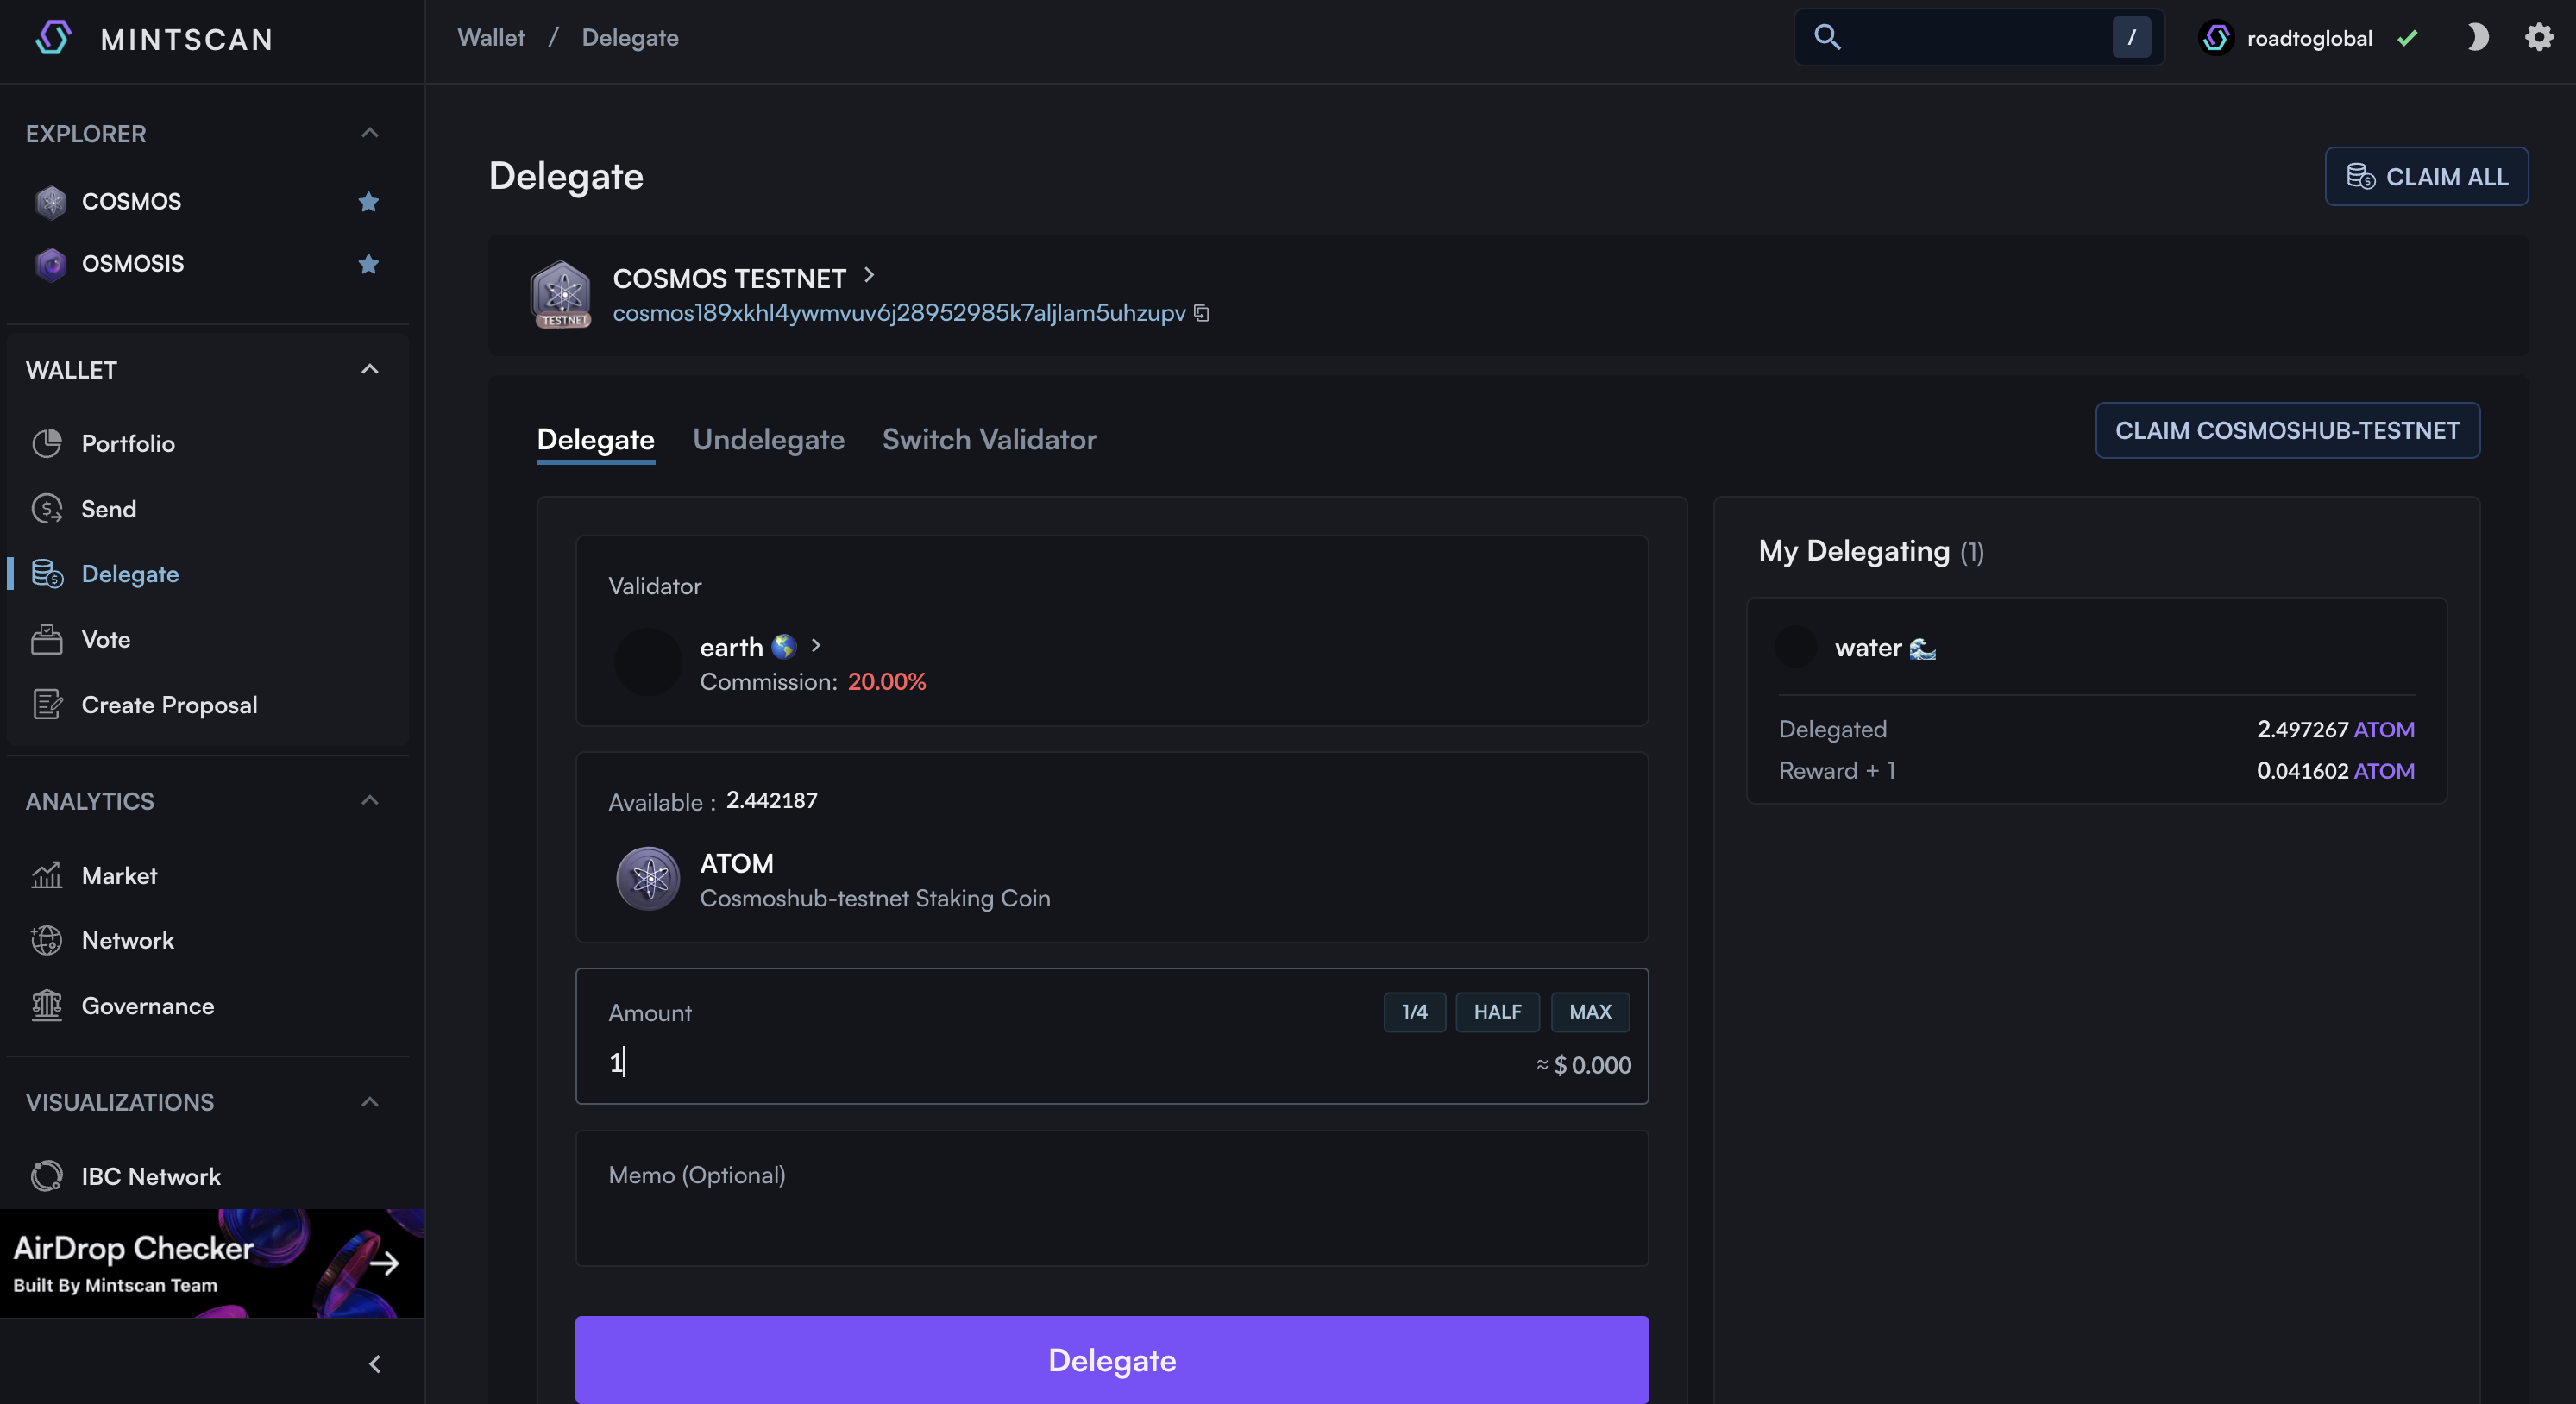 MINTSCAN
Wallet / Delegate
/
roadtoglobal
EXPLORER
COSMOS
OSMOSIS
WALLET
Portfolio
Send
Delegate
Vote
Create Proposal
ANALYTICS
Market
Network
Governance
VISUALIZATIONS
IBC Network
AirDrop Checker
Built By Mintscan Team
Delegate
CLAIM ALL
TESTNET
COSMOS TESTNET
cosmos189xkhl4ywmvuv6j28952985k7aljlam5uhzupv
Delegate Undelegate Switch Validator
CLAIM COSMOSHUB-TESTNET
Validator
earth 🌎
Commission: 20.00%
Available : 2.442187
ATOM
Cosmoshub-testnet Staking Coin
Amount
1/4 HALF MAX
1
≈ $ 0.000
Memo (Optional)
Delegate
My Delegating (1)
water 🌊
Delegated 2.497267 ATOM
Reward + 1 0.041602 ATOM